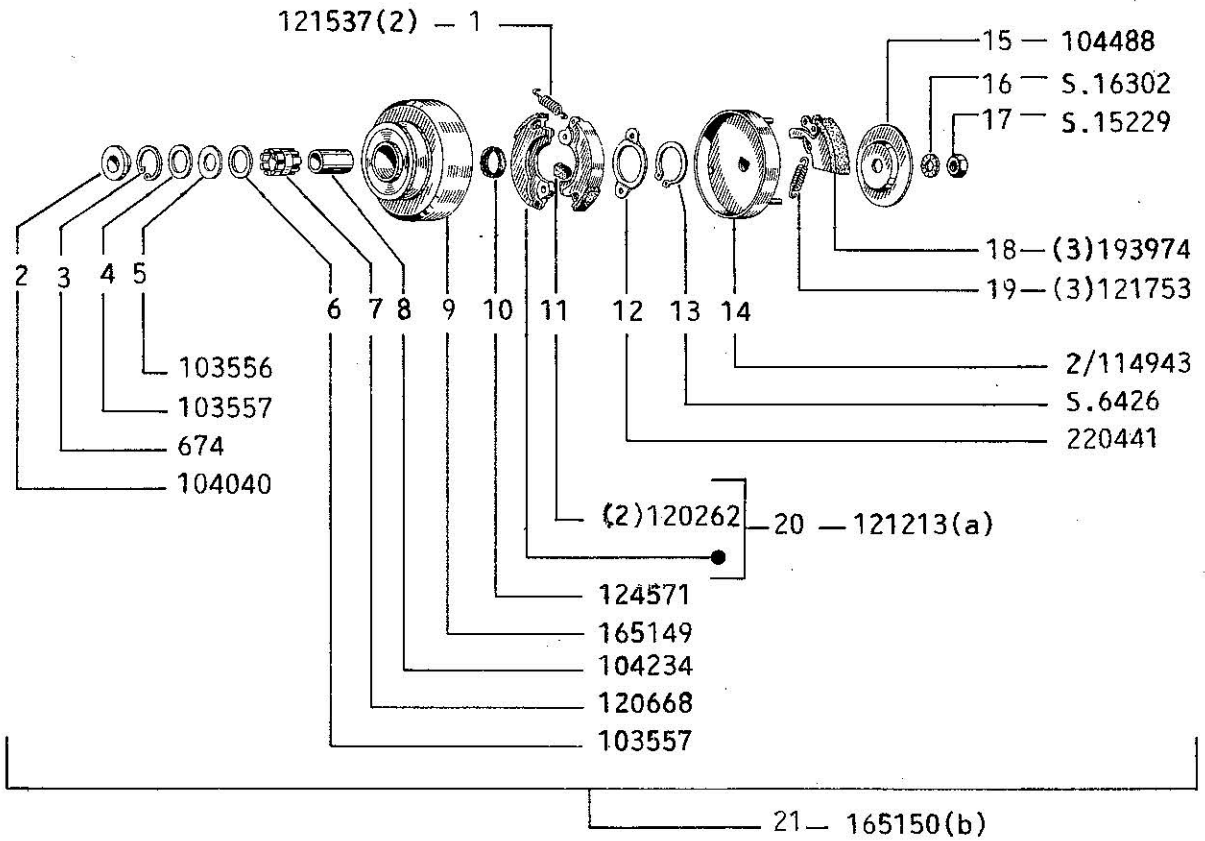 121537(2) — 1
15 — 104488
16 — S.16302
17 — S.15229
18 — (3)193974
19 — (3)121753
2 3 4 5 6 7 8 9 10 11 12 13 14
103556
103557
674
104040
2/114943
S.6426
220441
(2)120262
20 — 121213(a)
124571
165149
104234
120668
103557
21 — 165150(b)